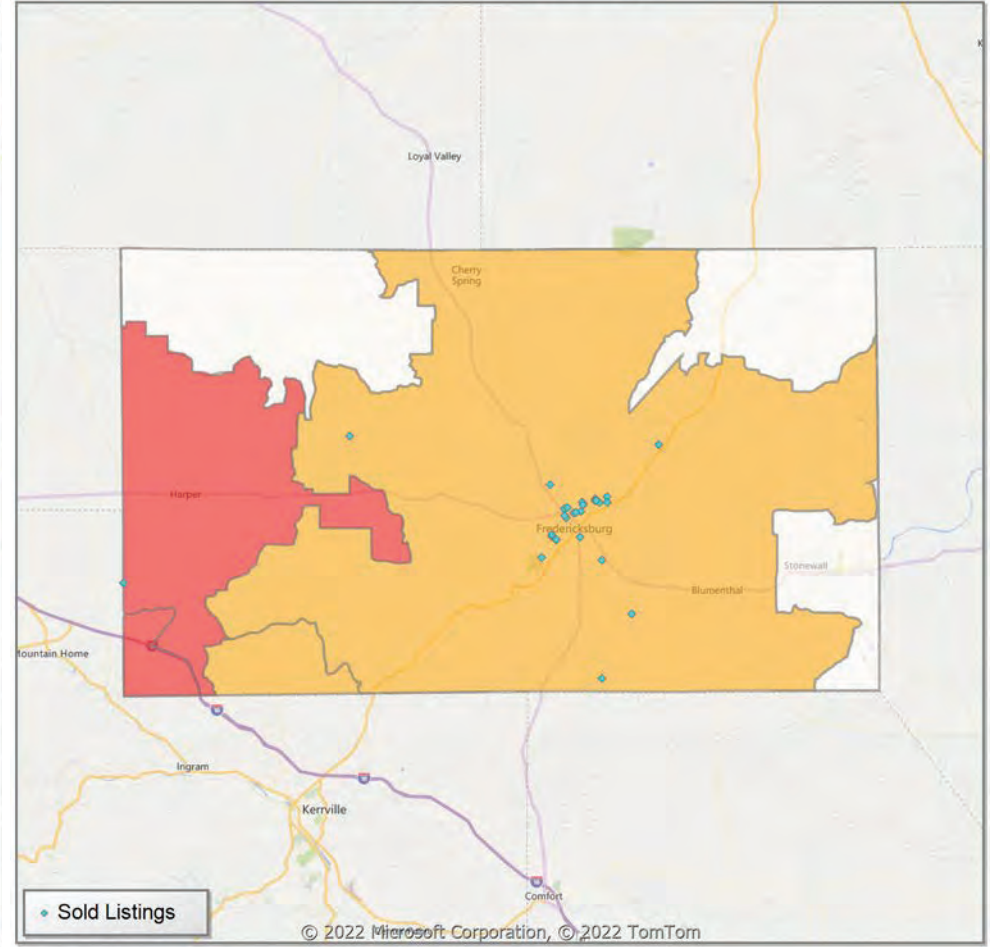 K
Loyal Valley
Cherry
Spring
Harper
Fredericksburg
Stonewall
Blumenthal
Mountain Home
Ingram
Kerrville
Comfort
Sold Listings
© 2022 Microsoft Corporation, © 2022 TomTom